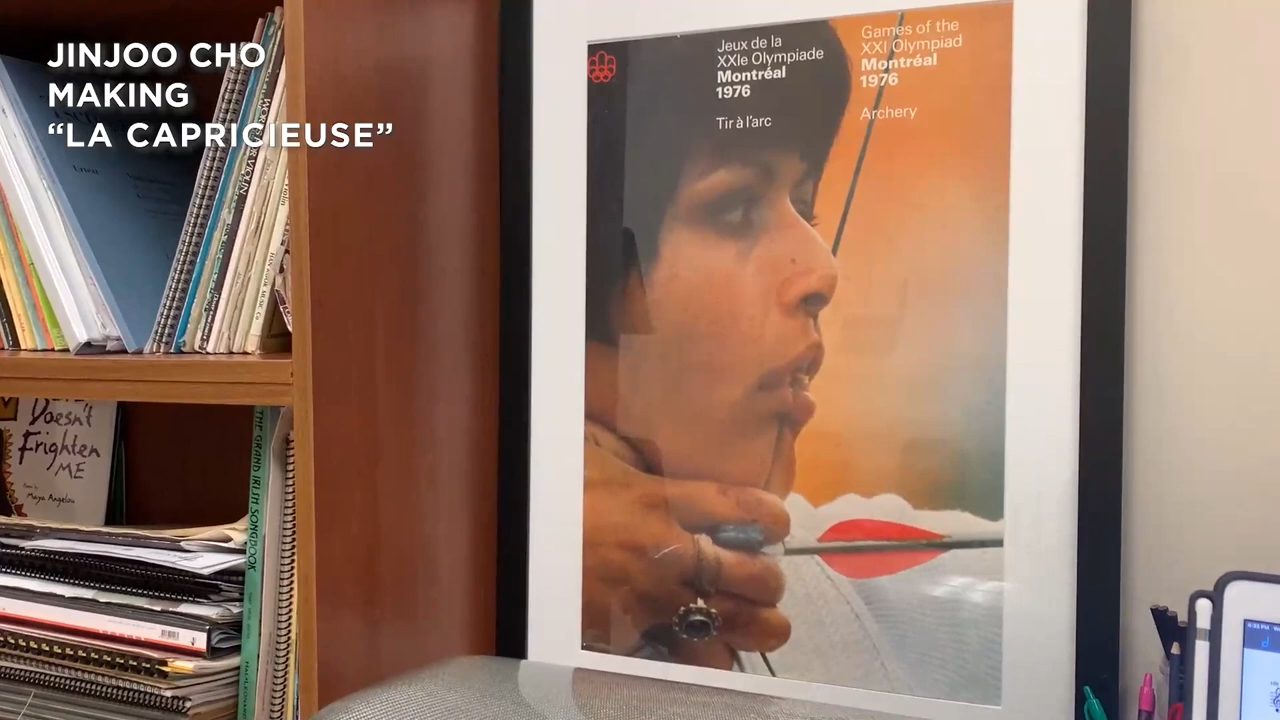 JINJOO CHO
MAKING
“LA CAPRICIEUSE”
Jeux de la
XXIe Olympiade
Montréal
1976
Tir à l'arc
Games of the
XXI Olympiad
Montréal
1976
Archery
Doesn't
Frighten
ME
Maya Angelou
THE GRAND IRISH SONGBOOK